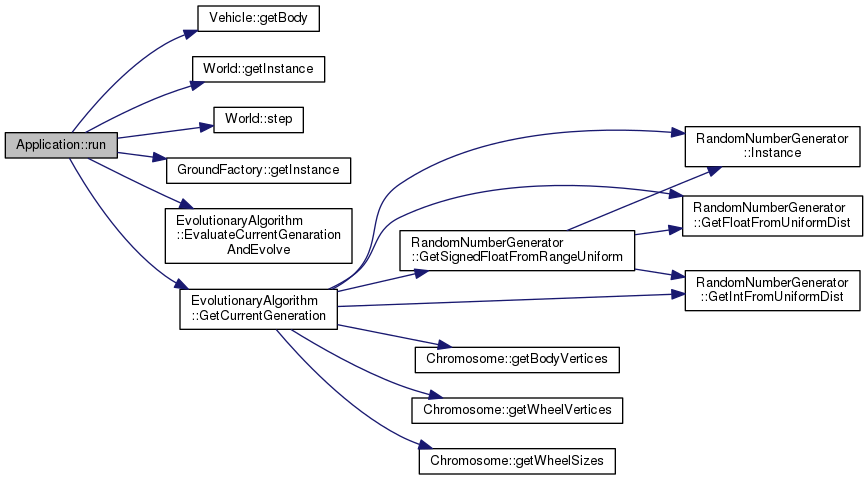 Vehicle::getBody
World::getInstance
World::step
Application::run
GroundFactory::getInstance
EvolutionaryAlgorithm
::EvaluateCurrentGenaration
AndEvolve
EvolutionaryAlgorithm
::GetCurrentGeneration
RandomNumberGenerator
::GetSignedFloatFromRangeUniform
RandomNumberGenerator
::Instance
RandomNumberGenerator
::GetFloatFromUniformDist
RandomNumberGenerator
::GetIntFromUniformDist
Chromosome::getBodyVertices
Chromosome::getWheelVertices
Chromosome::getWheelSizes